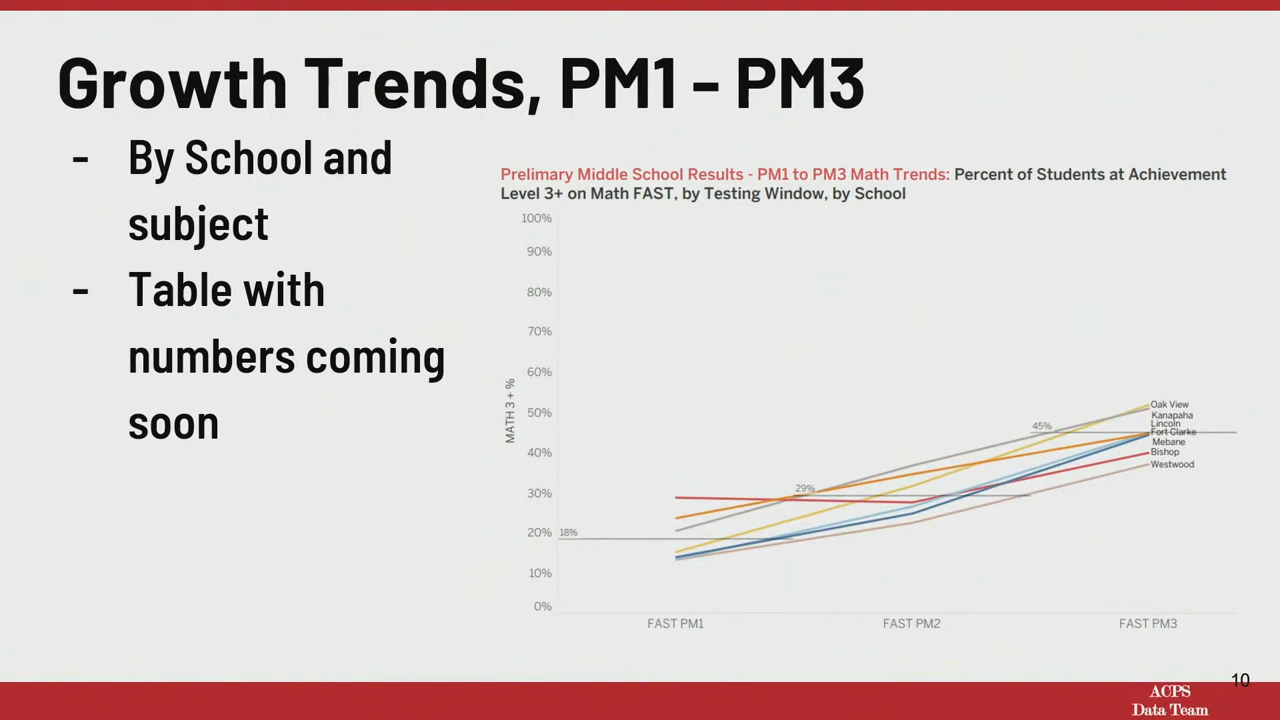 Growth Trends, PM1 - PM3
- By School and
subject
- Table with
numbers coming
soon
Prelimary Middle School Results - PM1 to PM3 Math Trends: Percent of Students at Achievement
Level 3+ on Math FAST, by Testing Window, by School
100%
90%
80%
70%
60%
50%
40%
30%
20%
10%
0%
MATH 3 + %
18%
29%
45%
Oak View
Kanapaha
Lincoln
Fort Clarke
Mebane
Bishop
Westwood
FAST PM1
FAST PM2
FAST PM3
10
ACPS
Data Team